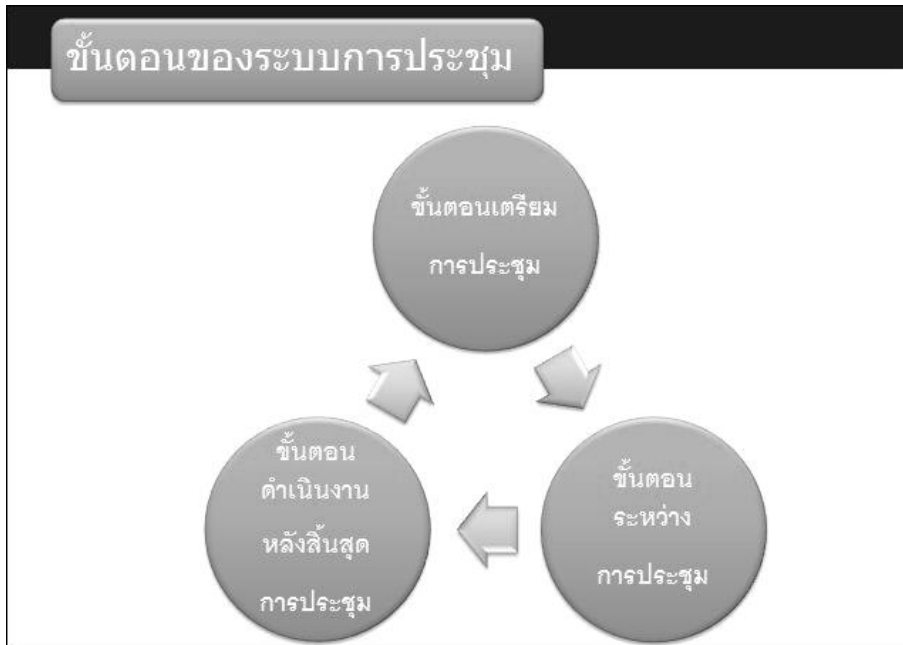 ขั้นตอนของระบบการประชุม
ขั้นตอนเตรียม
การประชุม
ขั้นตอน
ระหว่าง
การประชุม
ขั้นตอน
ดำเนินงาน
หลังสิ้นสุด
การประชุม